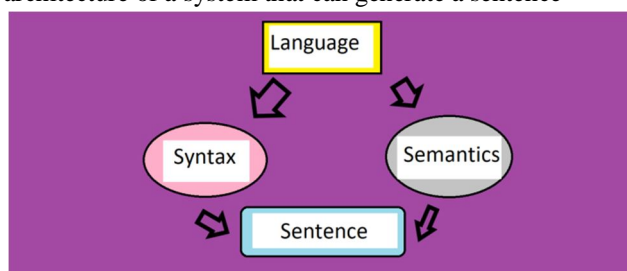 architecture of a system that can generate a sentence
Language
Syntax
Semantics
Sentence